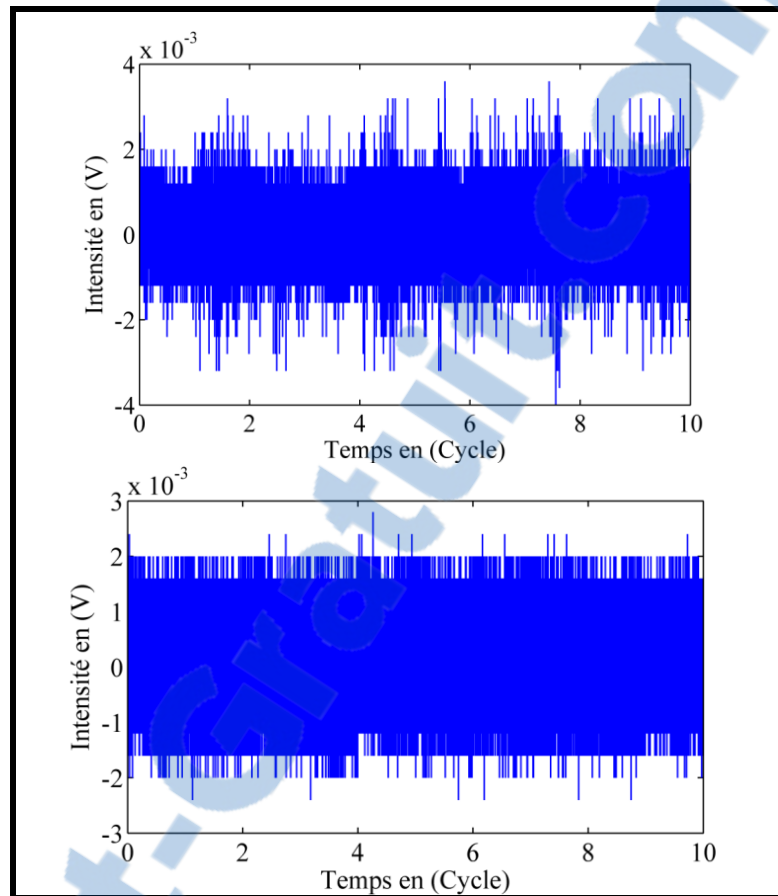 x 10-3
4
2
0
-2
-4
Intensité en (V)
0 2 4 6 8 10
Temps en (Cycle)
x 10-3
3
2
1
0
-1
-2
-3
Intensité en (V)
0 2 4 6 8 10
Temps en (Cycle)
t-Gratuit.com